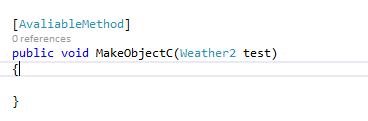 [AvaliableMethod]
0 references
public void MakeObjectC(Weather2 test)
{
}